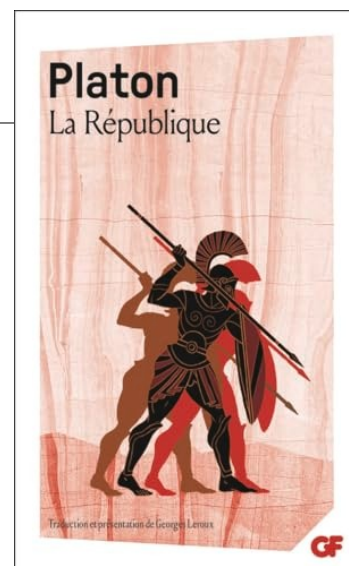 Platon
La République
Traduction et présentation de Georges Leroux
GF